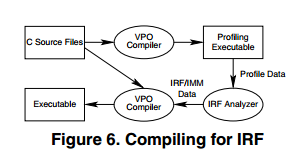 C Source Files
VPO
Compiler
Profiling
Executable
Profile Data
IRF/IMM
Data
Executable
VPO
Compiler
IRF Analyzer
Figure 6. Compiling for IRF